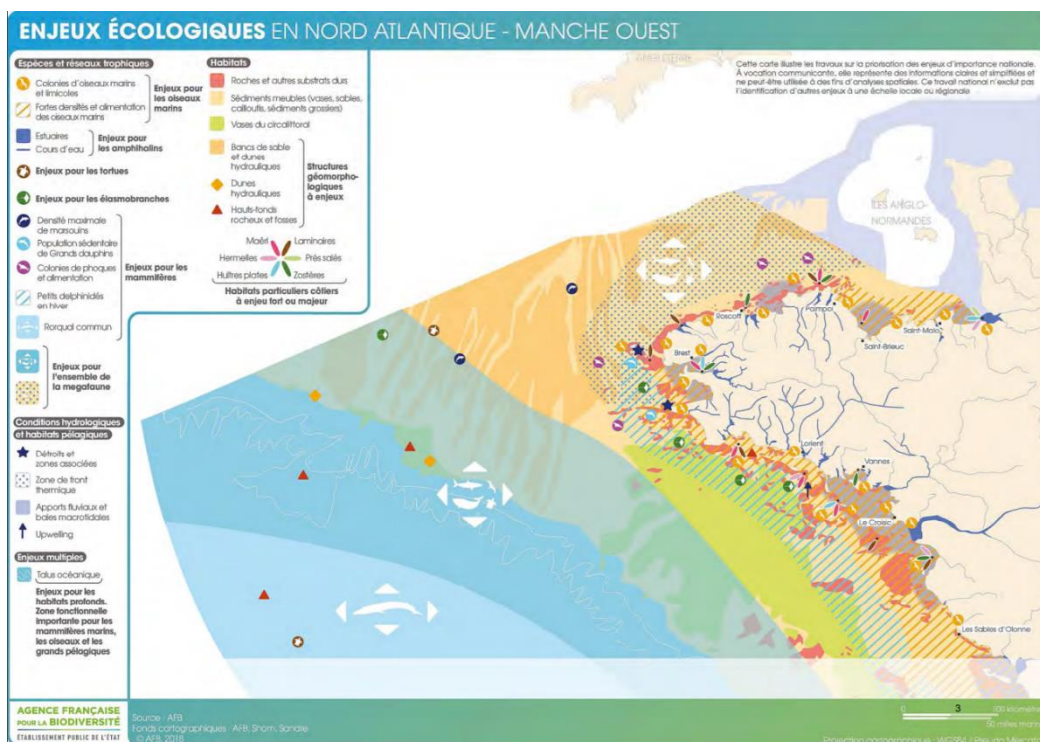 ENJEUX ÉCOLOGIQUES EN NORD ATLANTIQUE - MANCHE OUEST
Cette carte illustre les travaux sur la priorisation des enjeux d'importance nationale.
À vocation communicante, elle représente des informations claires et simplifiées et
ne peut-être utilisée à des fins d'analyses spatiales. Ce travail national n'exclut pas
l'identification d'autres enjeux à une échelle locale ou régionale
Espèces et réseaux trophiques
Colonies d'oiseaux marins
et limicoles
Fortes densités et alimentation
des oiseaux marins
Enjeux pour
les oiseaux
marins
Estuaires
Cours d'eau
Enjeux pour
les amphihalins
Enjeux pour les tortues
Enjeux pour les élasmobranches
Densité maximale
de marsouins
Population sédentaire
de Grands dauphins
Colonies de phoques
et alimentation
Petits delphinidés
en hiver
Rorqual commun
Enjeux pour les
mammifères
Enjeux pour
l'ensemble de
la megafaune
Conditions hydrologiques
et habitats pélagiques
Détroits et
zones associées
Zone de front
thermique
Apports fluviaux et
baies macrotidales
Upwelling
Enjeux multiples
Talus océanique
Enjeux pour les
habitats profonds.
Zone fonctionnelle
importante pour les
mammifères marins,
les oiseaux et les
grands pélagiques
Habitats
Roches et autres substrats durs
Sédiments meubles (vases, sables,
cailloutis, sédiments grossiers)
Vases du circalittoral
Bancs de sable
et dunes
hydrauliques
Dunes
hydrauliques
Hauts-fonds
rocheux et fosses
Structures
géomorpho-
logiques
à enjeux
Maërl
Laminaires
Hermelles
Prés salés
Huîtres plates
Zostères
Habitats particuliers côtiers
à enjeu fort ou majeur
ÎLES ANGLO-
NORMANDES
Roscoff
Paimpol
Saint-Malo
Saint-Brieuc
Brest
Lorient
Vannes
Le Croisic
Les Sables d'Olonne
AGENCE FRANÇAISE
POUR LA BIODIVERSITÉ
ÉTABLISSEMENT PUBLIC DE L'ÉTAT
Source : AFB
Fonds cartographiques : AFB, Shom, Sandre
© AFB, 2018
0
3
100 kilomètres
50 milles marins
Projection cartographique : WGS84 / Pseudo Mercator